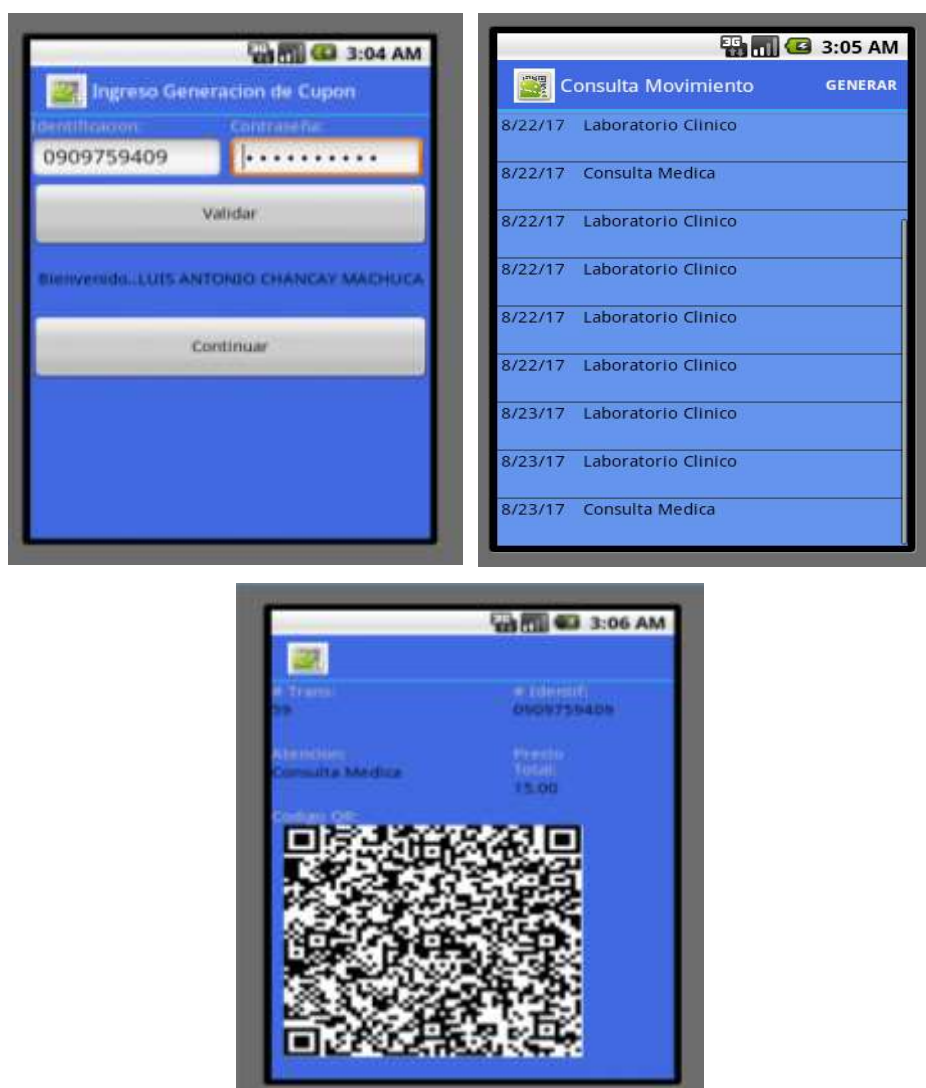 3:04 AM
Ingreso Generacion de Cupon
Identificacion: Contraseña:
0909759409 ••••••••••
Validar
Bienvenido..LUIS ANTONIO CHANCAY MACHUCA
Continuar
3G 3:05 AM
Consulta Movimiento GENERAR
8/22/17 Laboratorio Clinico
8/22/17 Consulta Medica
8/22/17 Laboratorio Clinico
8/22/17 Laboratorio Clinico
8/22/17 Laboratorio Clinico
8/22/17 Laboratorio Clinico
8/23/17 Laboratorio Clinico
8/23/17 Laboratorio Clinico
8/23/17 Consulta Medica
3:06 AM
# Trans: # Identif:
59 0909759409
Atencion: Precio
Total:
Consulta Medica
15.00
Codigo QR: